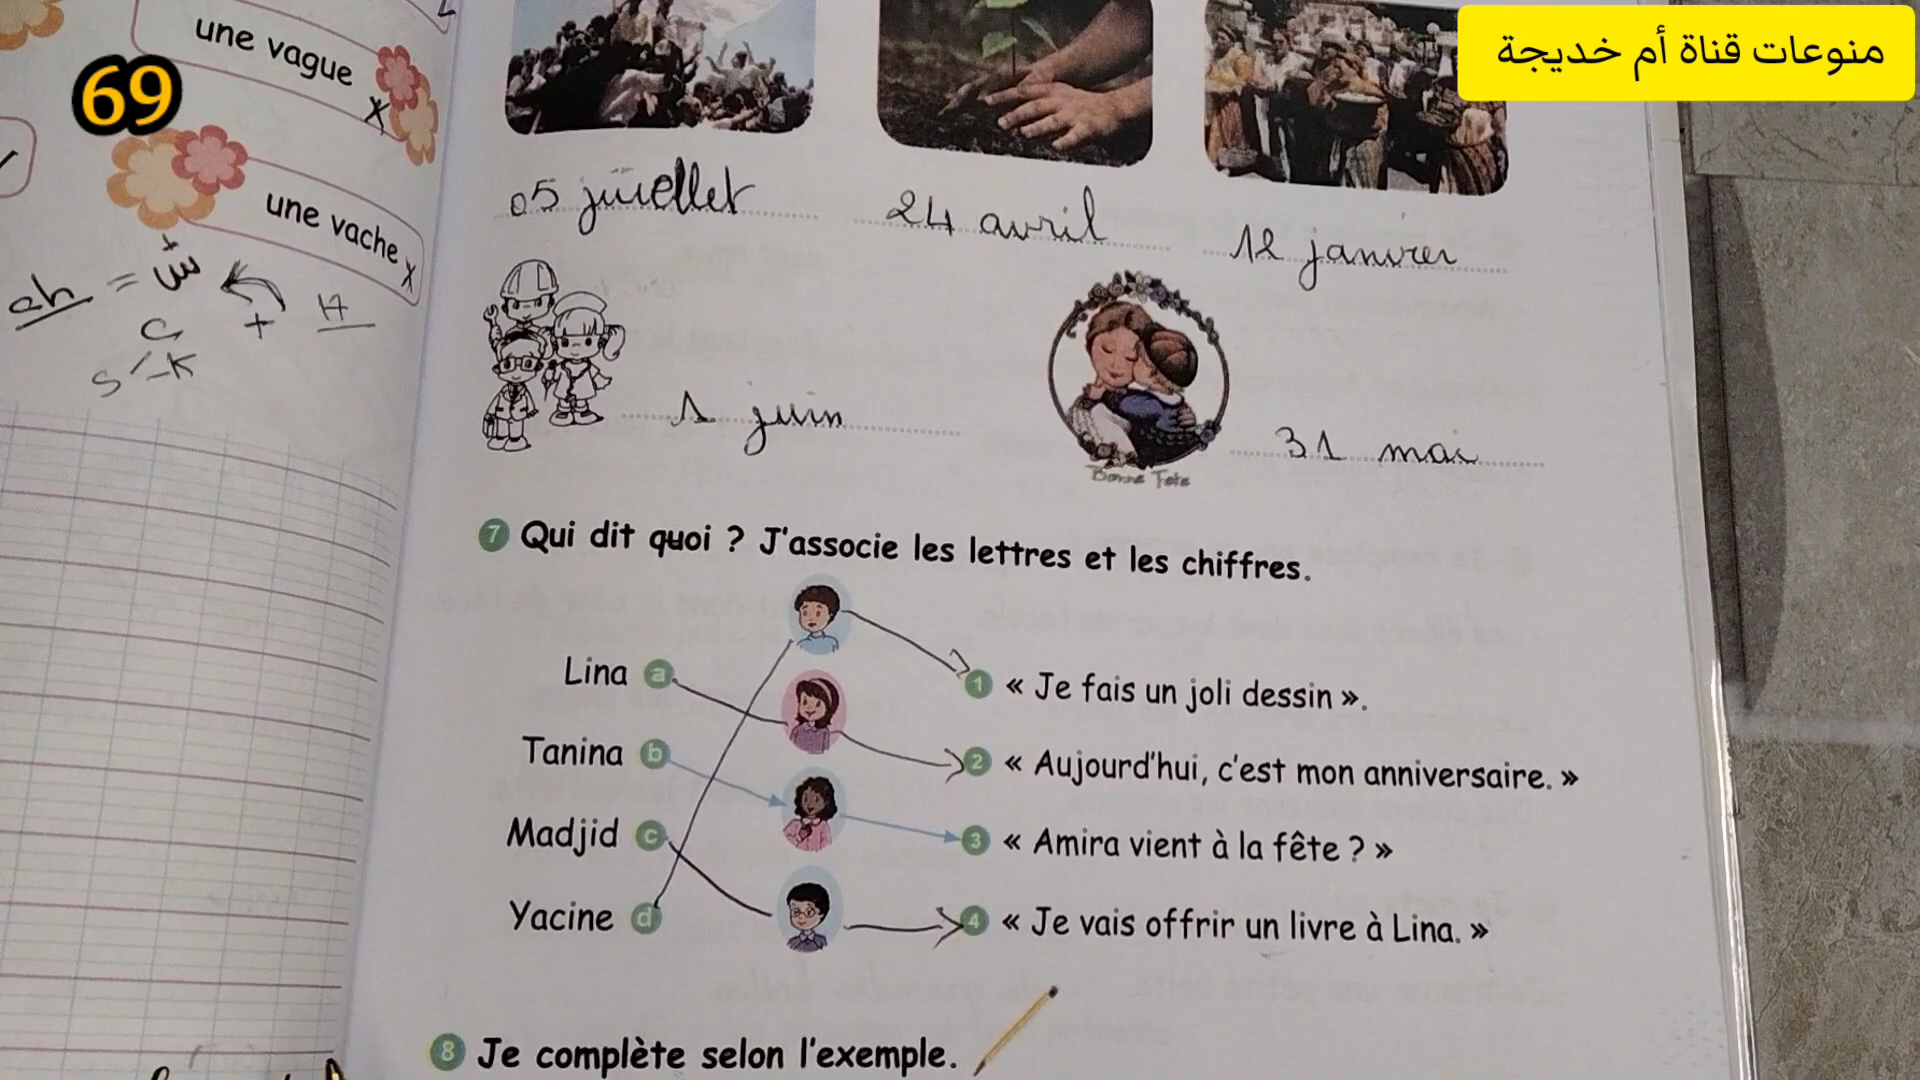 منوعات قناة أم خديجة
69
une vague x
une vache x
ch = ش
C + H
S K
05 juiellet
24 avril
12 janvier
1 juin
31 mai
Bonne Fete
7 Qui dit quoi ? J'associe les lettres et les chiffres.
Lina a
Tanina b
Madjid c
Yacine d
1 « Je fais un joli dessin ».
2 « Aujourd'hui, c'est mon anniversaire. »
3 « Amira vient à la fête ? »
4 « Je vais offrir un livre à Lina. »
8 Je complète selon l'exemple.